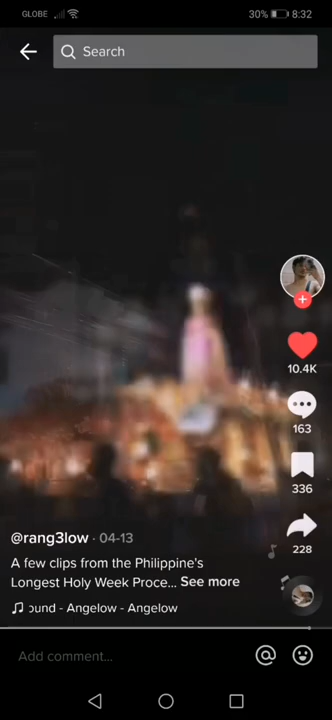 GLOBE
30% 8:32
Search
10.4K
163
336
228
@rang3low · 04-13
A few clips from the Philippine's
Longest Holy Week Proce... See more
ound - Angelow - Angelow
Add comment...